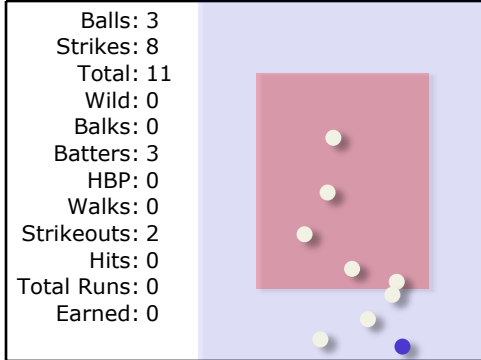 Balls: 3
Strikes: 8
Total: 11
Wild: 0
Balks: 0
Batters: 3
HBP: 0
Walks: 0
Strikeouts: 2
Hits: 0
Total Runs: 0
Earned: 0